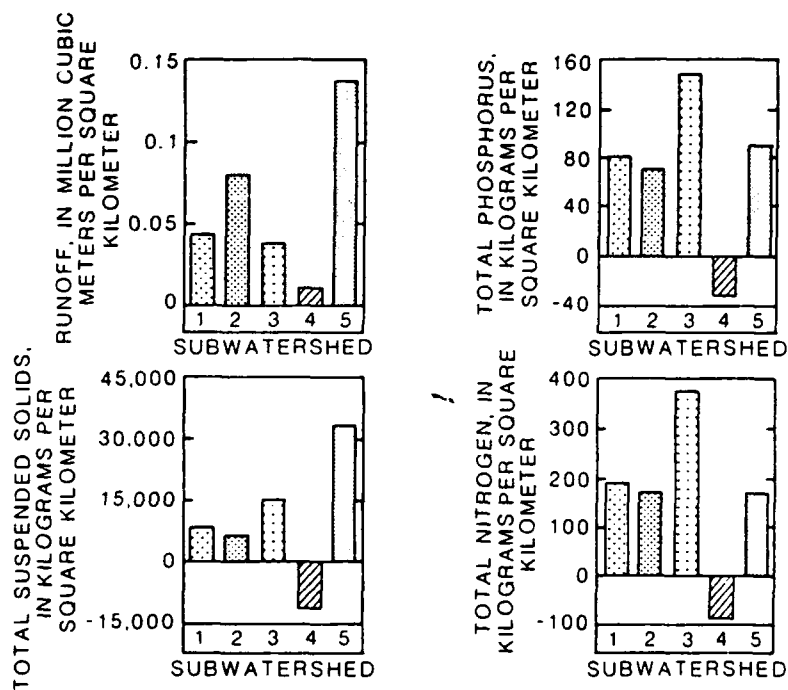 RUNOFF, IN MILLION CUBIC
METERS PER SQUARE
KILOMETER
0.15
0.1
0.05
0
1 2 3 4 5
SUBWATERSHED
TOTAL PHOSPHORUS,
IN KILOGRAMS PER
SQUARE KILOMETER
160
120
80
40
0
-40
1 2 3 4 5
SUBWATERSHED
TOTAL SUSPENDED SOLIDS,
IN KILOGRAMS PER
SQUARE KILOMETER
45,000
30,000
15,000
0
-15,000
1 2 3 4 5
SUBWATERSHED
TOTAL NITROGEN, IN
KILOGRAMS PER SQUARE
KILOMETER
400
300
200
100
0
-100
1 2 3 4 5
SUBWATERSHED